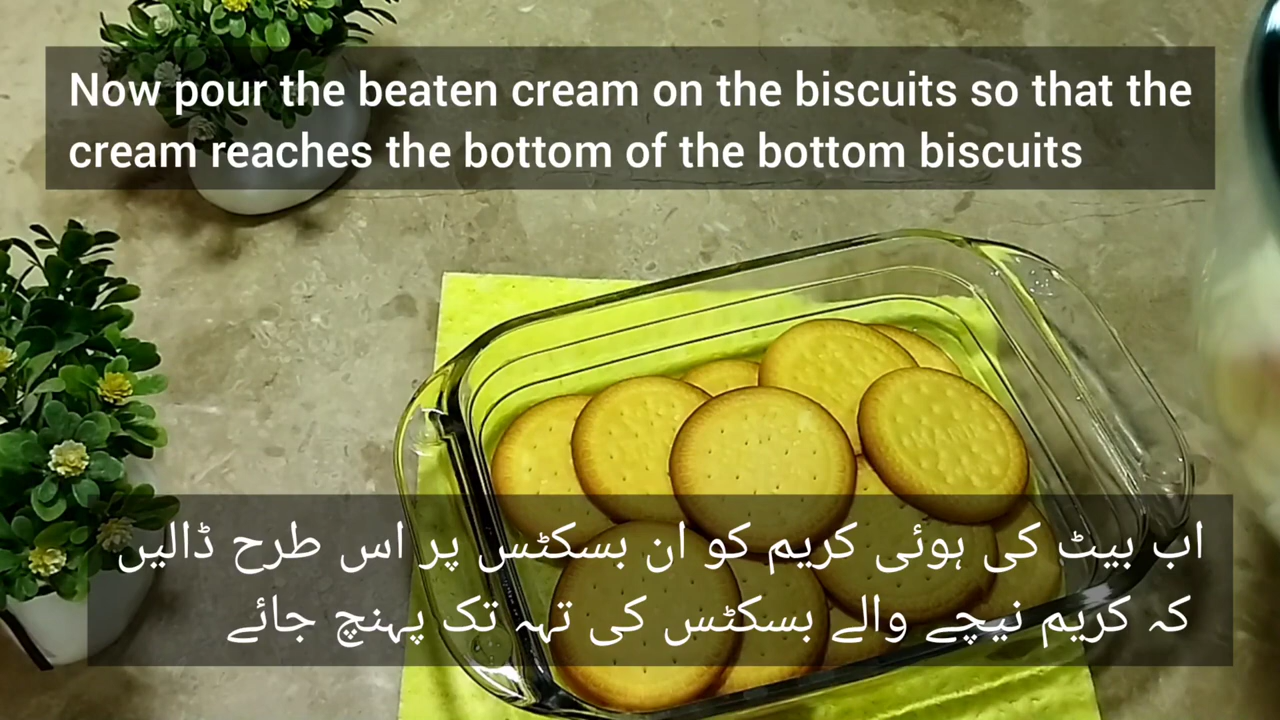 Now pour the beaten cream on the biscuits so that the
cream reaches the bottom of the bottom biscuits
اب بیٹ کی ہوئی کریم کو ان بسکٹس پر اس طرح ڈالیں
کہ کریم نیچے والے بسکٹس کی تہہ تک پہنچ جائے